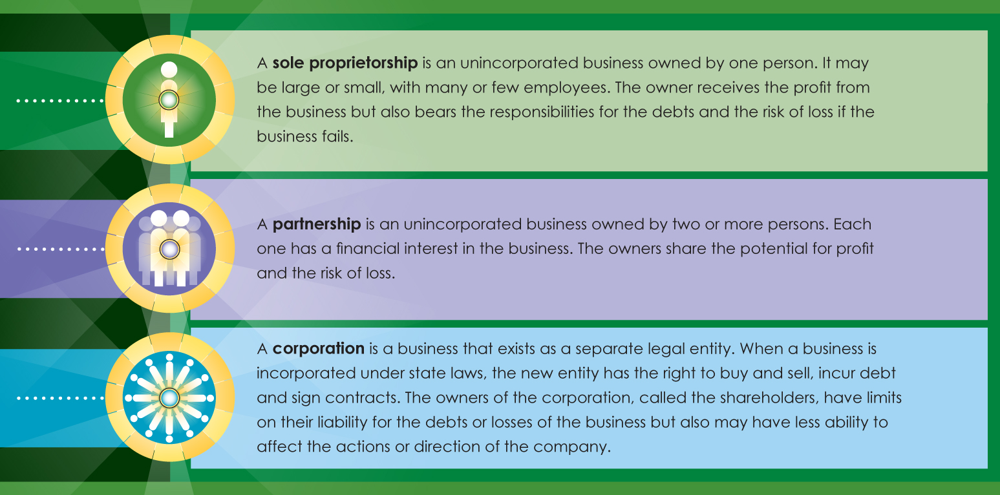 A sole proprietorship is an unincorporated business owned by one person. It may
be large or small, with many or few employees. The owner receives the profit from
the business but also bears the responsibilities for the debts and the risk of loss if the
business fails.
A partnership is an unincorporated business owned by two or more persons. Each
one has a financial interest in the business. The owners share the potential for profit
and the risk of loss.
A corporation is a business that exists as a separate legal entity. When a business is
incorporated under state laws, the new entity has the right to buy and sell, incur debt
and sign contracts. The owners of the corporation, called the shareholders, have limits
on their liability for the debts or losses of the business but also may have less ability to
affect the actions or direction of the company.